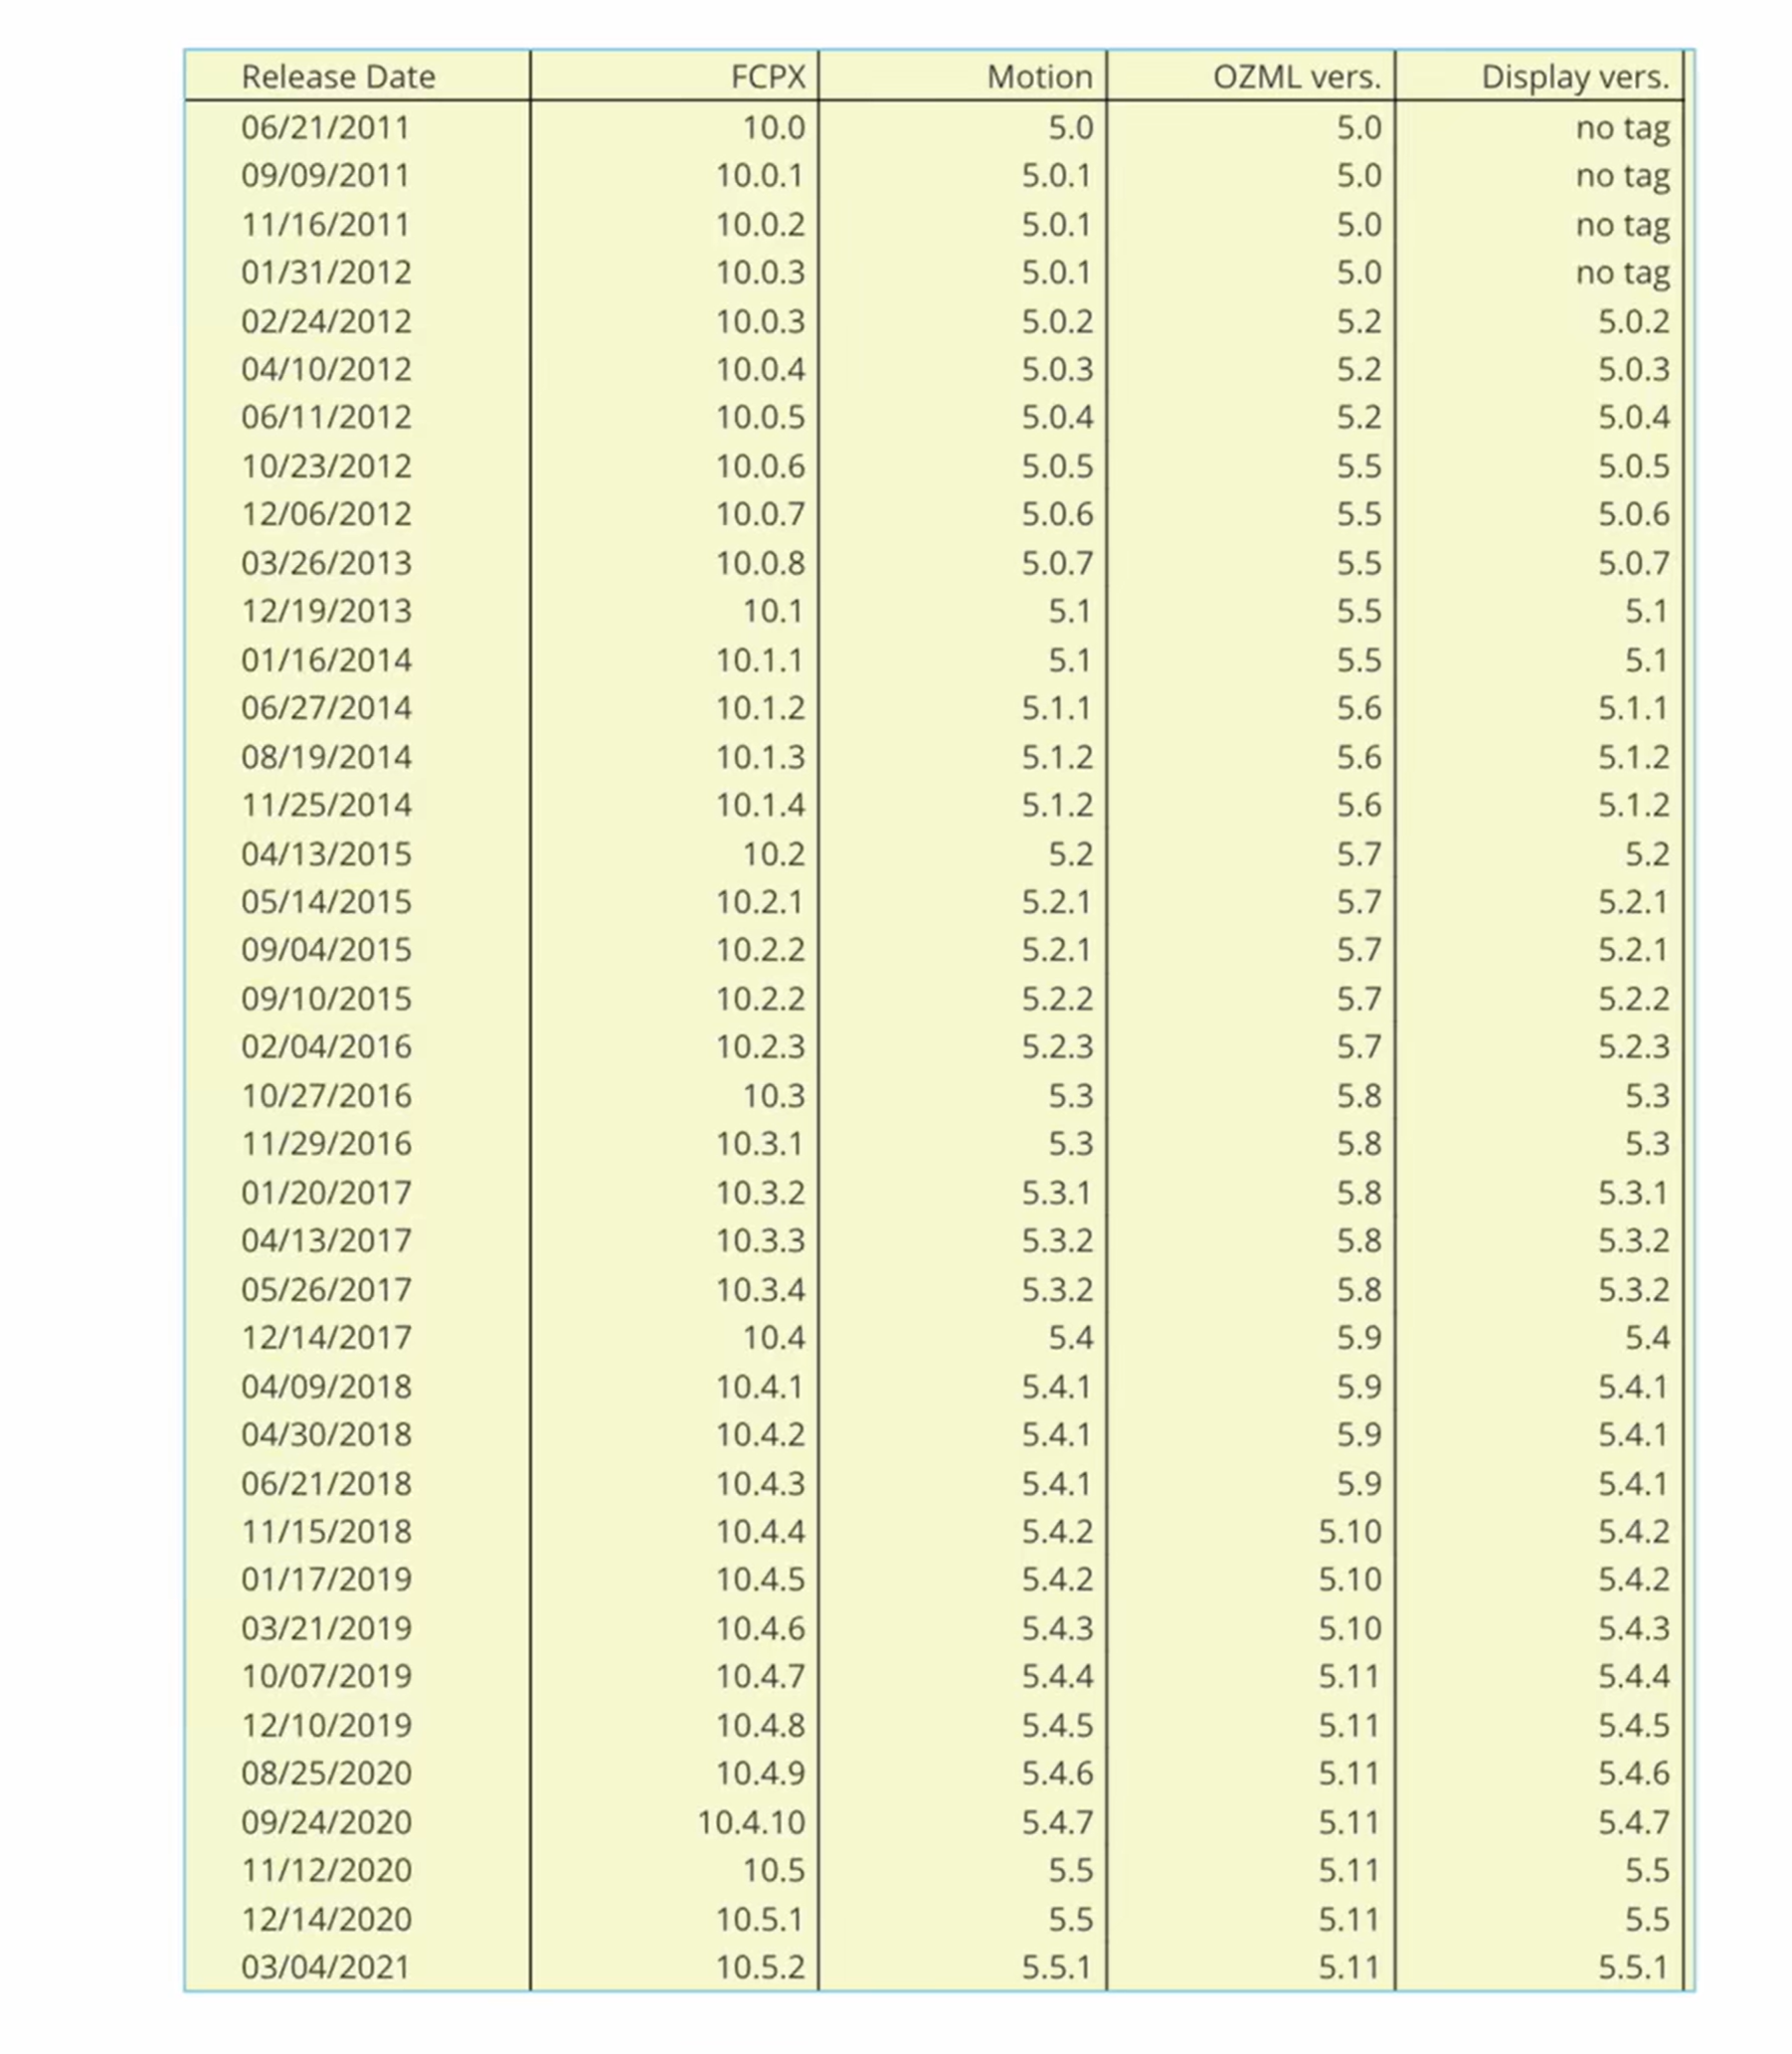 Release Date FCPX Motion OZML vers. Display vers.
06/21/2011 10.0 5.0 5.0 no tag
09/09/2011 10.0.1 5.0.1 5.0 no tag
11/16/2011 10.0.2 5.0.1 5.0 no tag
01/31/2012 10.0.3 5.0.1 5.0 no tag
02/24/2012 10.0.3 5.0.2 5.2 5.0.2
04/10/2012 10.0.4 5.0.3 5.2 5.0.3
06/11/2012 10.0.5 5.0.4 5.2 5.0.4
10/23/2012 10.0.6 5.0.5 5.5 5.0.5
12/06/2012 10.0.7 5.0.6 5.5 5.0.6
03/26/2013 10.0.8 5.0.7 5.5 5.0.7
12/19/2013 10.1 5.1 5.5 5.1
01/16/2014 10.1.1 5.1 5.5 5.1
06/27/2014 10.1.2 5.1.1 5.6 5.1.1
08/19/2014 10.1.3 5.1.2 5.6 5.1.2
11/25/2014 10.1.4 5.1.2 5.6 5.1.2
04/13/2015 10.2 5.2 5.7 5.2
05/14/2015 10.2.1 5.2.1 5.7 5.2.1
09/04/2015 10.2.2 5.2.1 5.7 5.2.1
09/10/2015 10.2.2 5.2.2 5.7 5.2.2
02/04/2016 10.2.3 5.2.3 5.7 5.2.3
10/27/2016 10.3 5.3 5.8 5.3
11/29/2016 10.3.1 5.3 5.8 5.3
01/20/2017 10.3.2 5.3.1 5.8 5.3.1
04/13/2017 10.3.3 5.3.2 5.8 5.3.2
05/26/2017 10.3.4 5.3.2 5.8 5.3.2
12/14/2017 10.4 5.4 5.9 5.4
04/09/2018 10.4.1 5.4.1 5.9 5.4.1
04/30/2018 10.4.2 5.4.1 5.9 5.4.1
06/21/2018 10.4.3 5.4.1 5.9 5.4.1
11/15/2018 10.4.4 5.4.2 5.10 5.4.2
01/17/2019 10.4.5 5.4.2 5.10 5.4.2
03/21/2019 10.4.6 5.4.3 5.10 5.4.3
10/07/2019 10.4.7 5.4.4 5.11 5.4.4
12/10/2019 10.4.8 5.4.5 5.11 5.4.5
08/25/2020 10.4.9 5.4.6 5.11 5.4.6
09/24/2020 10.4.10 5.4.7 5.11 5.4.7
11/12/2020 10.5 5.5 5.11 5.5
12/14/2020 10.5.1 5.5 5.11 5.5
03/04/2021 10.5.2 5.5.1 5.11 5.5.1